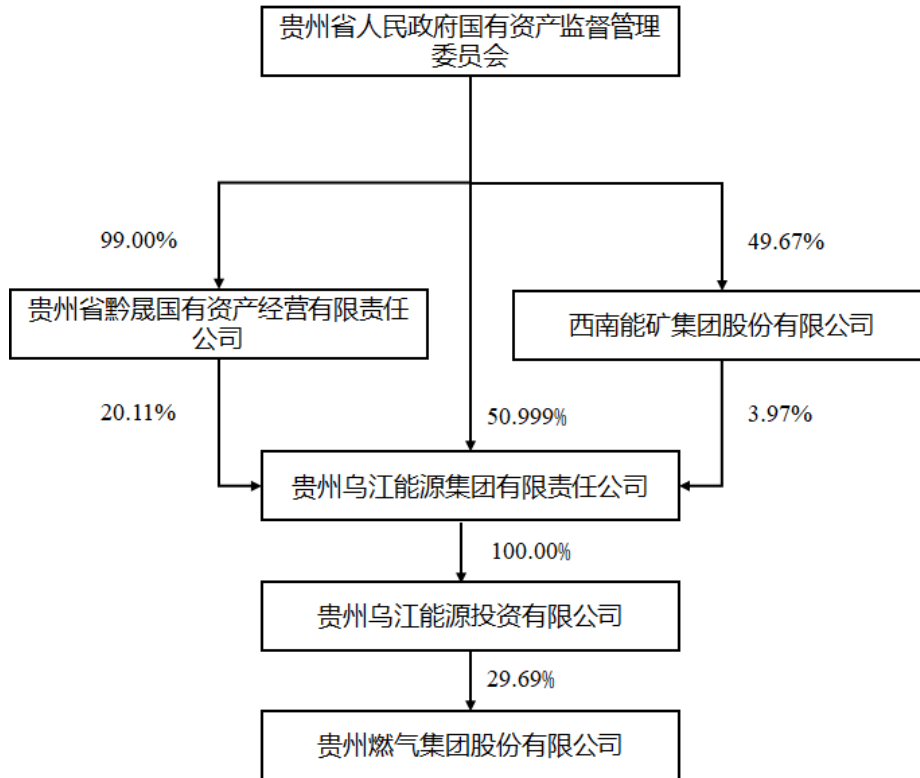 贵州省人民政府国有资产监督管理
委员会
99.00%
49.67%
贵州省黔晟国有资产经营有限责任
公司
西南能矿集团股份有限公司
20.11%
50.999%
3.97%
贵州乌江能源集团有限责任公司
100.00%
贵州乌江能源投资有限公司
29.69%
贵州燃气集团股份有限公司